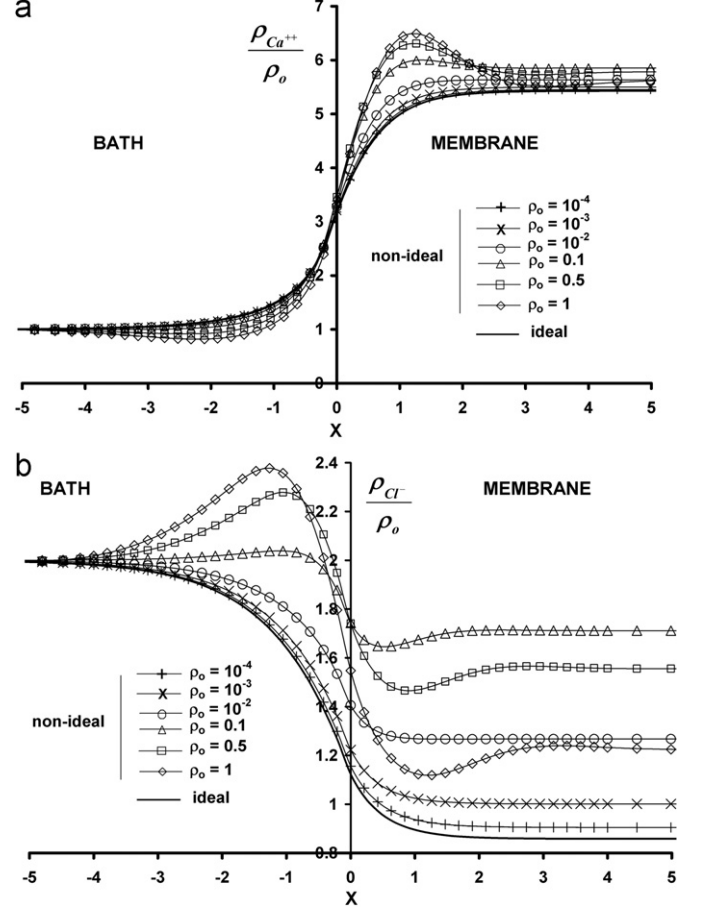 a
7
ρCa++
ρo
6
5
BATH
MEMBRANE
4
ρo = 10-4
ρo = 10-3
3
ρo = 10-2
non-ideal
ρo = 0.1
2
ρo = 0.5
ρo = 1
1
ideal
0
-5 -4 -3 -2 -1 0 1 2 3 4 5
X
b
2.4
BATH
ρCl−
ρo
MEMBRANE
2.2
2
1.8
1.6
ρo = 10-4
ρo = 10-3
1.4
ρo = 10-2
non-ideal
ρo = 0.1
1.2
ρo = 0.5
ρo = 1
ideal
1
0.8
-5 -4 -3 -2 -1 0 1 2 3 4 5
X